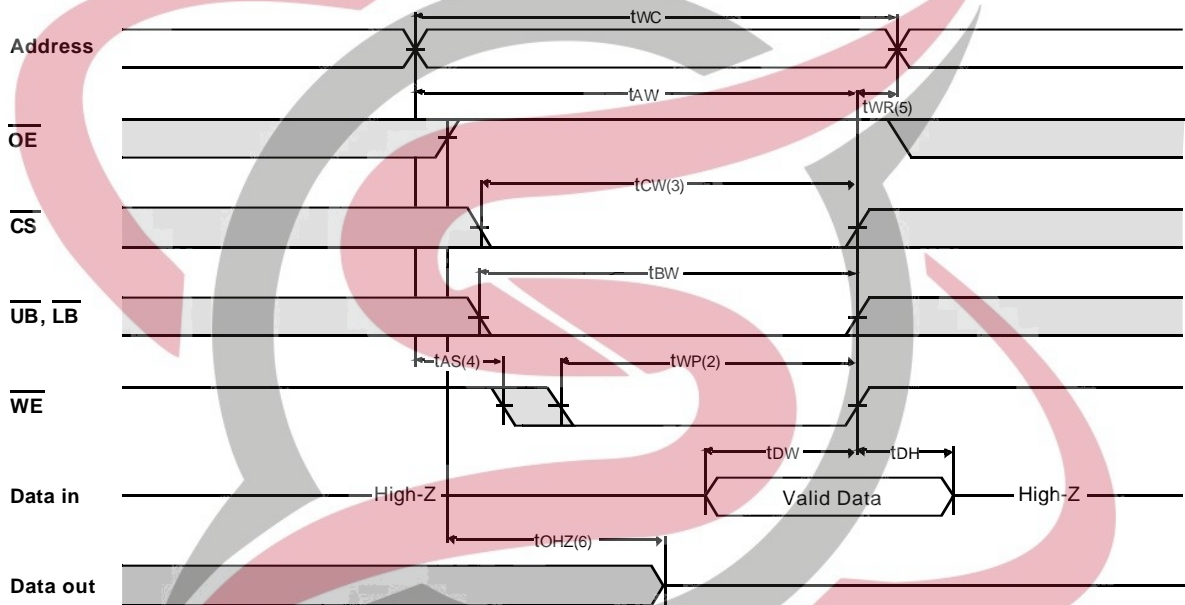 tWC
Address
tAW
tWR(5)
OE
tCW(3)
CS
tBW
UB, LB
tAS(4) tWP(2)
WE
tDW tDH
Data in High-Z Valid Data High-Z
tOHZ(6)
Data out